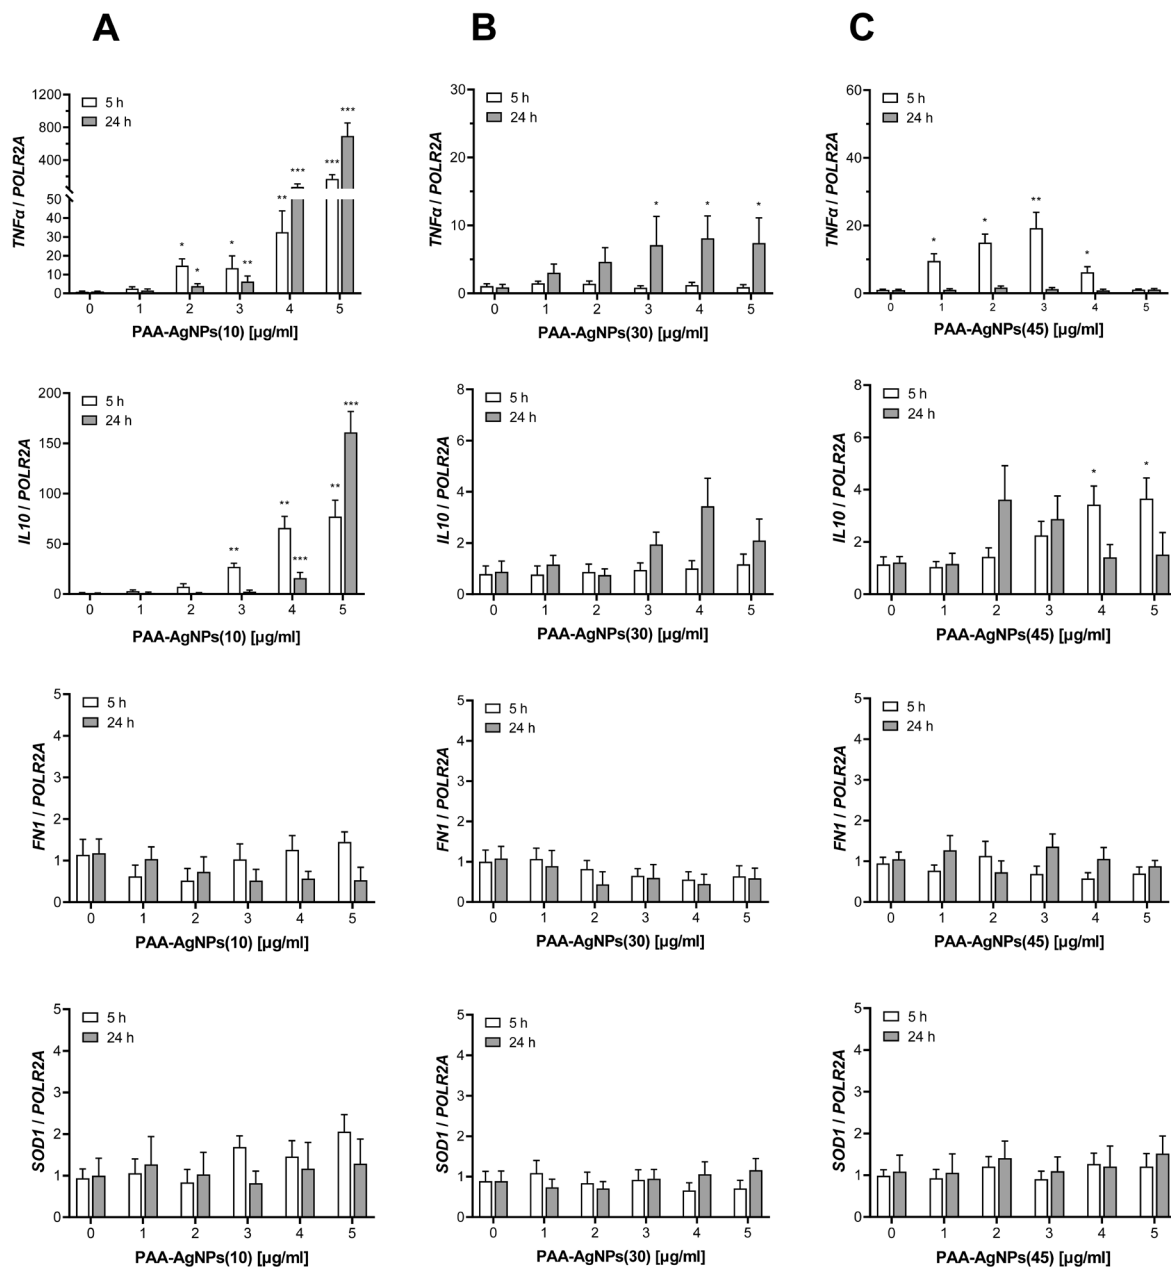 A
B
C
TNFα / POLR2A
1200
800
400
50
40
30
20
10
0
5 h
24 h
*
*
*
**
**
***
***
***
0 1 2 3 4 5
PAA-AgNPs(10) [µg/ml]
TNFα / POLR2A
30
20
10
0
5 h
24 h
*
*
*
0 1 2 3 4 5
PAA-AgNPs(30) [µg/ml]
TNFα / POLR2A
60
40
20
0
5 h
24 h
*
*
**
*
0 1 2 3 4 5
PAA-AgNPs(45) [µg/ml]
IL10 / POLR2A
200
150
100
50
0
5 h
24 h
**
**
***
**
***
0 1 2 3 4 5
PAA-AgNPs(10) [µg/ml]
IL10 / POLR2A
8
6
4
2
0
5 h
24 h
0 1 2 3 4 5
PAA-AgNPs(30) [µg/ml]
IL10 / POLR2A
8
6
4
2
0
5 h
24 h
*
*
0 1 2 3 4 5
PAA-AgNPs(45) [µg/ml]
FN1 / POLR2A
5
4
3
2
1
0
5 h
24 h
0 1 2 3 4 5
PAA-AgNPs(10) [µg/ml]
FN1 / POLR2A
5
4
3
2
1
0
5 h
24 h
0 1 2 3 4 5
PAA-AgNPs(30) [µg/ml]
FN1 / POLR2A
5
4
3
2
1
0
5 h
24 h
0 1 2 3 4 5
PAA-AgNPs(45) [µg/ml]
SOD1 / POLR2A
5
4
3
2
1
0
5 h
24 h
0 1 2 3 4 5
PAA-AgNPs(10) [µg/ml]
SOD1 / POLR2A
5
4
3
2
1
0
5 h
24 h
0 1 2 3 4 5
PAA-AgNPs(30) [µg/ml]
SOD1 / POLR2A
5
4
3
2
1
0
5 h
24 h
0 1 2 3 4 5
PAA-AgNPs(45) [µg/ml]